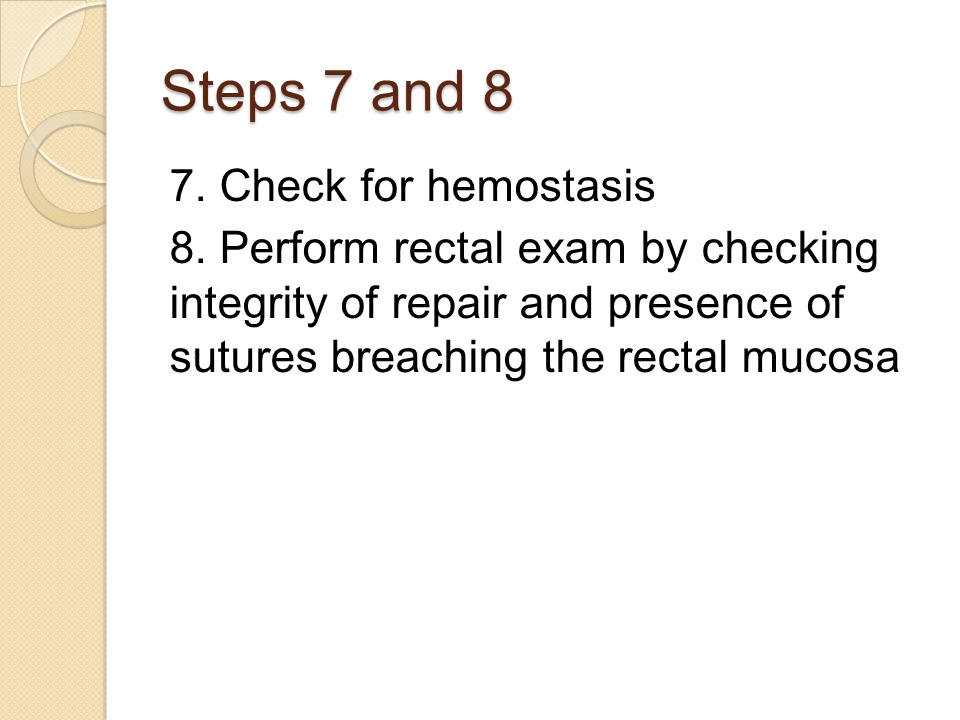 Steps 7 and 8
7. Check for hemostasis
8. Perform rectal exam by checking
integrity of repair and presence of
sutures breaching the rectal mucosa